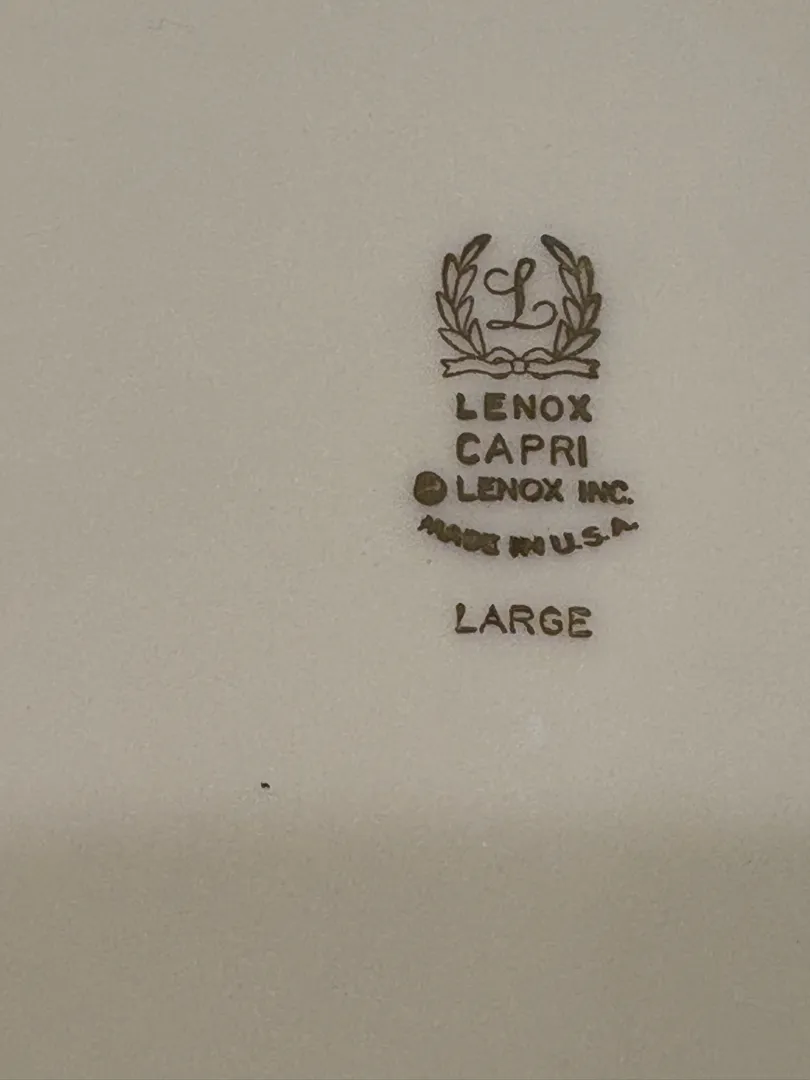 L
LENOX
CAPRI
© LENOX INC.
MADE IN U.S.A.
LARGE